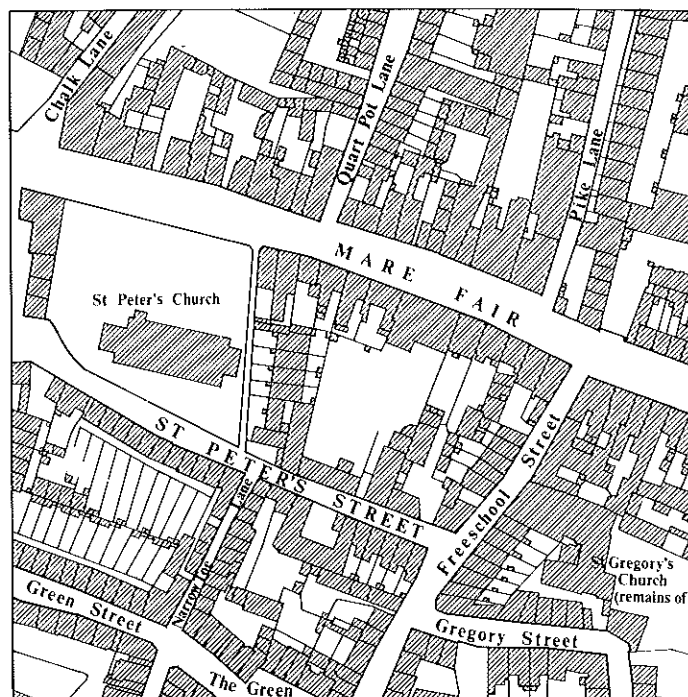 Chalk Lane
Quart Pot Lane
Pike Lane
MARE FAIR
St Peter's Church
ST PETER'S STREET
Freeschool Street
Narrow Toe Lane
St Gregory's
Church
(remains of
Green Street
Gregory Street
The Green